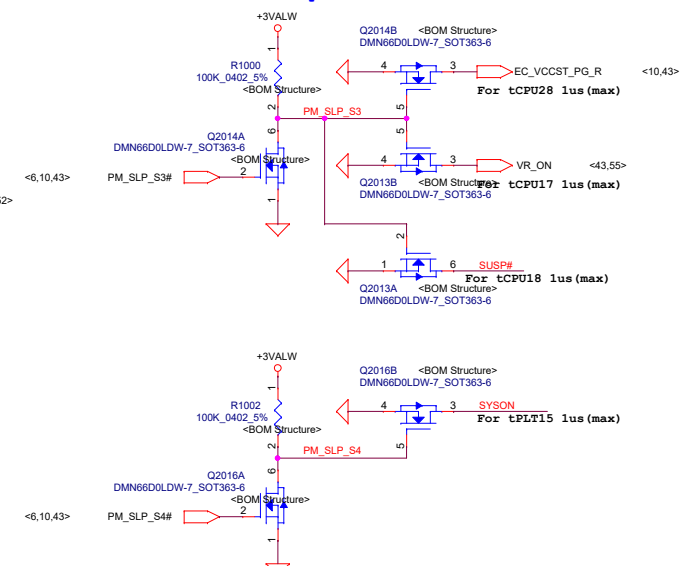 +3VALW
Q2014B <BOM Structure>
DMN66D0LDW-7_SOT363-6
1
R1000
100K_0402_5%
<BOM Structure>
2
4 3 EC_VCCST_PG_R <10,43>
For tCPU28 1us(max)
5
PM_SLP_S3
6
Q2014A
DMN66D0LDW-7_SOT363-6
<BOM Structure>
<6,10,43> PM_SLP_S3# 2
1
5
4 3 VR_ON <43,55>
Q2013B <BOM Structure>
DMN66D0LDW-7_SOT363-6
For tCPU17 1us(max)
2>
2
1 6 SUSP#
For tCPU18 1us(max)
Q2013A <BOM Structure>
DMN66D0LDW-7_SOT363-6
+3VALW
Q2016B <BOM Structure>
DMN66D0LDW-7_SOT363-6
1
R1002
100K_0402_5%
<BOM Structure>
2
4 3 SYSON
For tPLT15 1us(max)
5
PM_SLP_S4
6
Q2016A
DMN66D0LDW-7_SOT363-6
<BOM Structure>
<6,10,43> PM_SLP_S4# 2
1